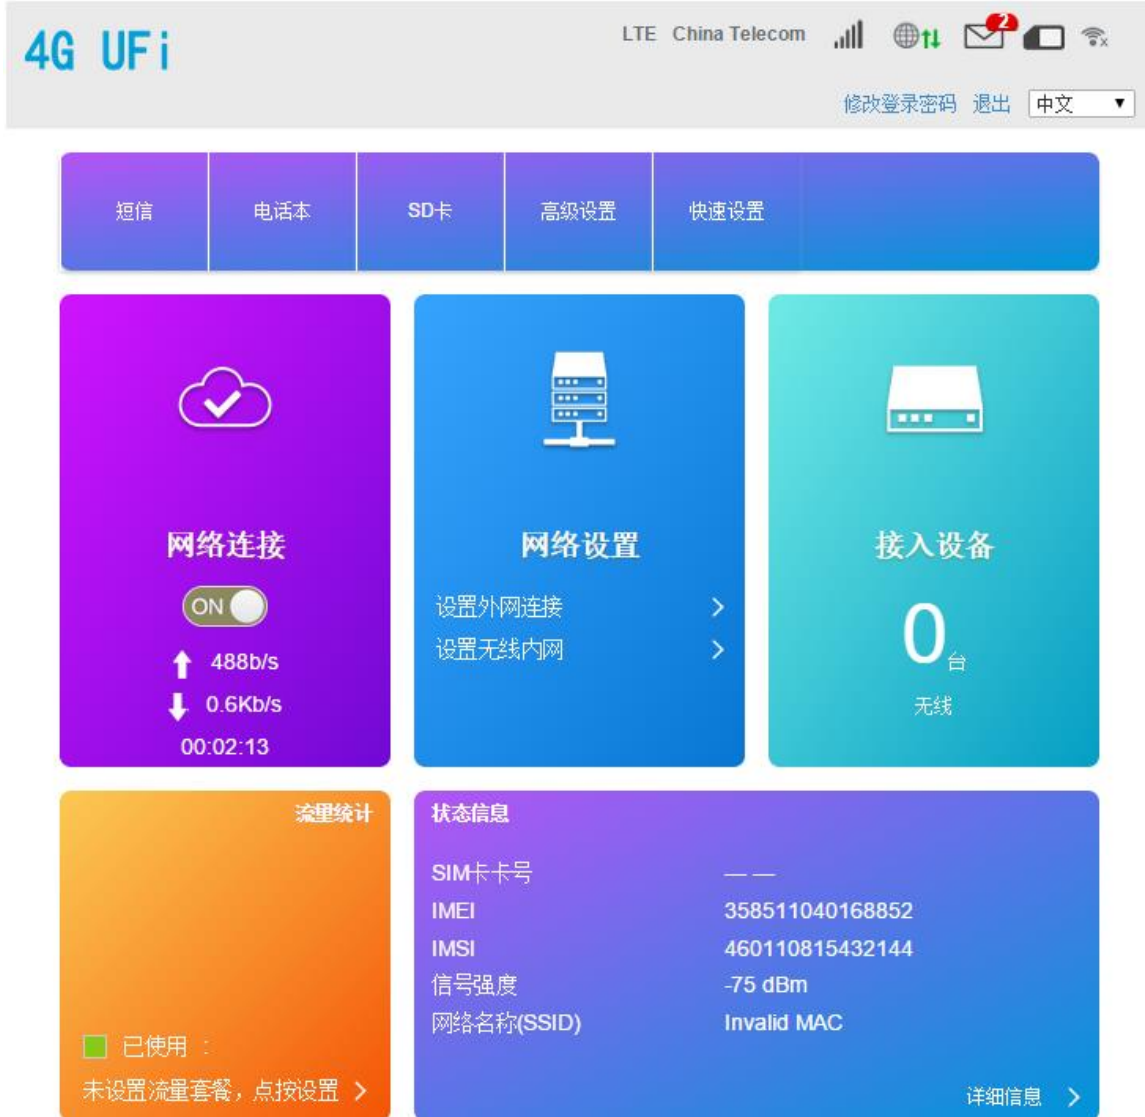 4G UFi
LTE China Telecom
2
修改登录密码 退出 中文
短信 电话本 SD卡 高级设置 快速设置
网络连接
ON
488b/s
0.6Kb/s
00:02:13
网络设置
设置外网连接
设置无线内网
接入设备
0台
无线
流量统计
已使用 :
未设置流量套餐，点按设置
状态信息
SIM卡卡号 — —
IMEI 358511040168852
IMSI 460110815432144
信号强度 -75 dBm
网络名称(SSID) Invalid MAC
详细信息